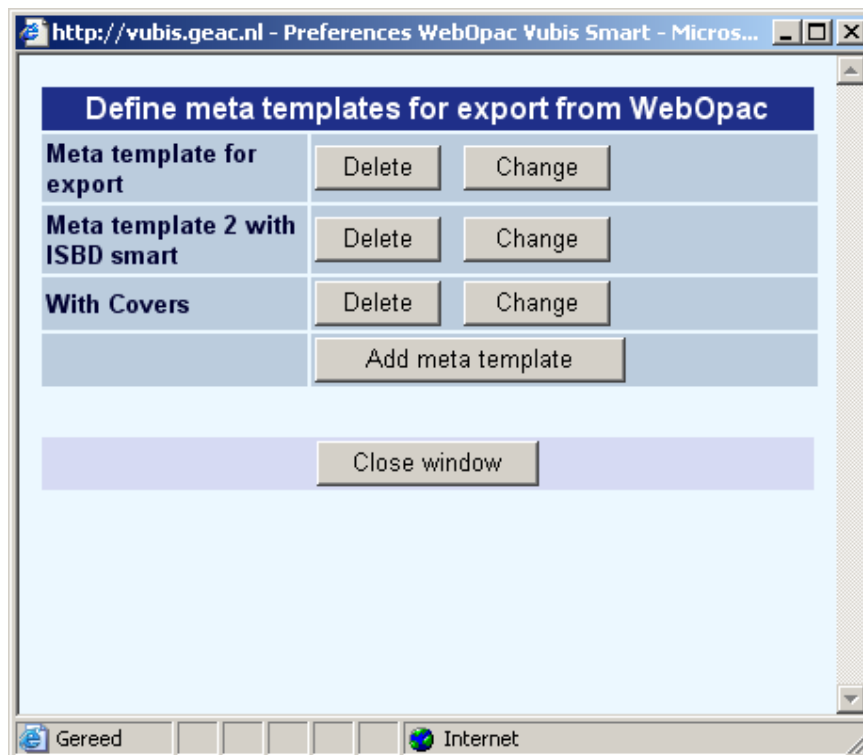 http://vubis.geac.nl - Preferences WebOpac Vubis Smart - Micros...
Define meta templates for export from WebOpac
Meta template for
export
Delete Change
Meta template 2 with
ISBD smart
Delete Change
With Covers
Delete Change
Add meta template
Close window
Gereed Internet